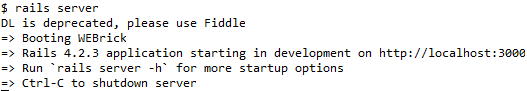 $ rails server
DL is deprecated, please use Fiddle
=> Booting WEBrick
=> Rails 4.2.3 application starting in development on http://localhost:3000
=> Run `rails server -h` for more startup options
=> Ctrl-C to shutdown server